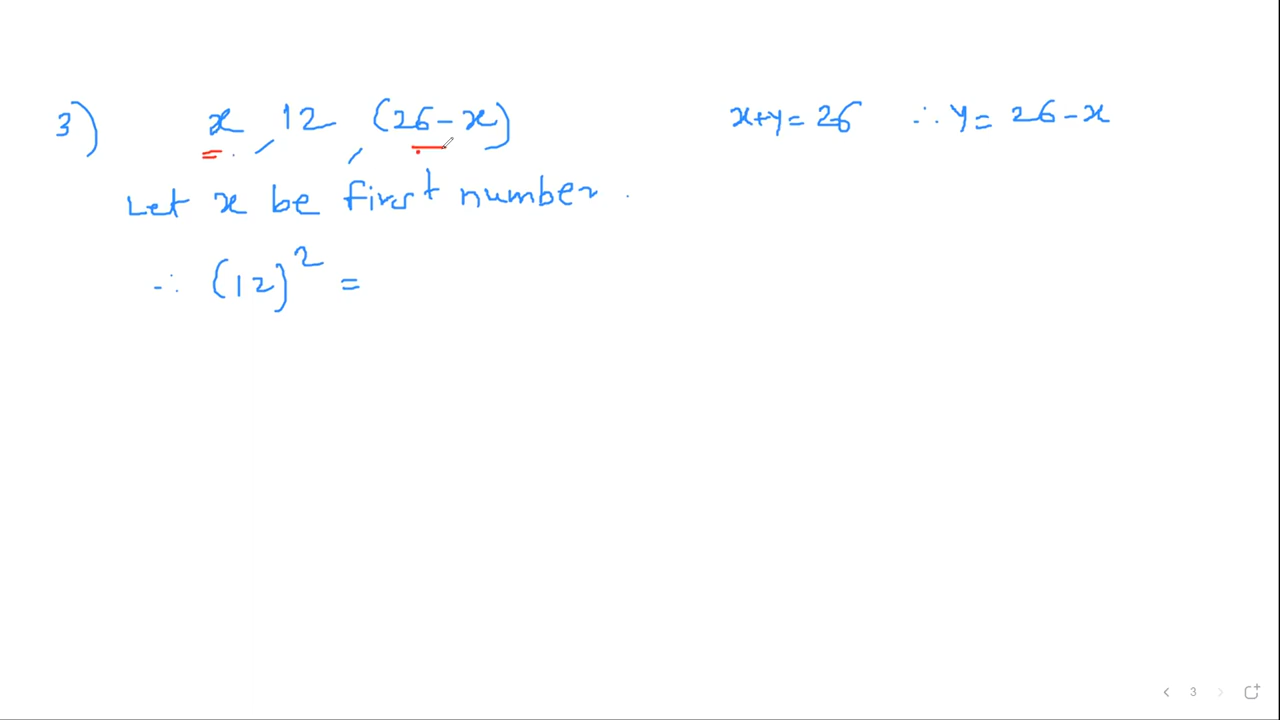 3) x , 12 , (26-x) x+y = 26 ∴ y = 26-x
Let x be first number.
∴ (12)² =
3